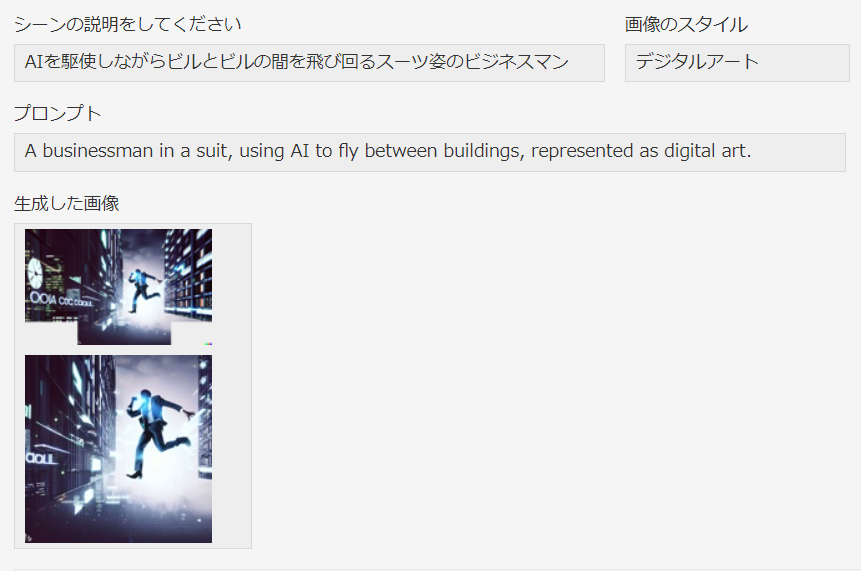 シーンの説明をしてください
画像のスタイル
AIを駆使しながらビルとビルの間を飛び回るスーツ姿のビジネスマン
デジタルアート
プロンプト
A businessman in a suit, using AI to fly between buildings, represented as digital art.
生成した画像